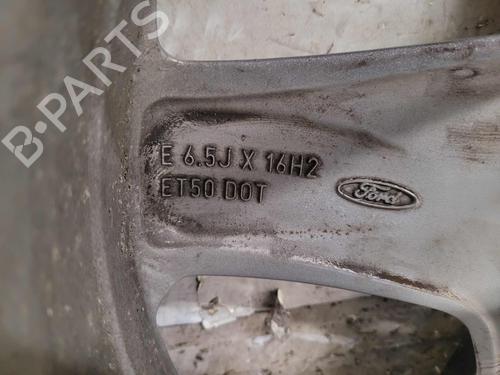 B-PARTS
E 6.5J X 16H2
ET50 DOT
Ford